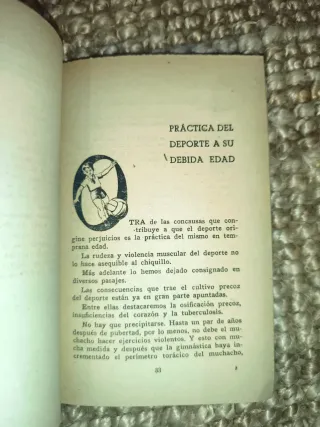 PRÁCTICA DEL
DEPORTE A SU
DEBIDA EDAD
OTRA de las concausas que con-
tribuye a que el deporte ori-
gine perjuicios es la práctica del mismo en tem-
prana edad.
La rudeza y violencia muscular del deporte no
lo hace asequible al chiquillo.
Más adelante lo hemos dejado consignado en
diversos pasajes.
Las consecuencias que trae el cultivo precoz
del deporte están ya en gran parte apuntadas.
Entre ellas destacaremos la osificación precoz,
insuficiencias del corazón y la tuberculosis.
No hay que precipitarse. Hasta un par de años
después de pubertad, por lo menos, no debe el mu-
chacho hacer ejercicios violentos. Y esto con mu-
cha medida y después que la gimnástica haya in-
crementado el perímetro torácico del muchacho,
83